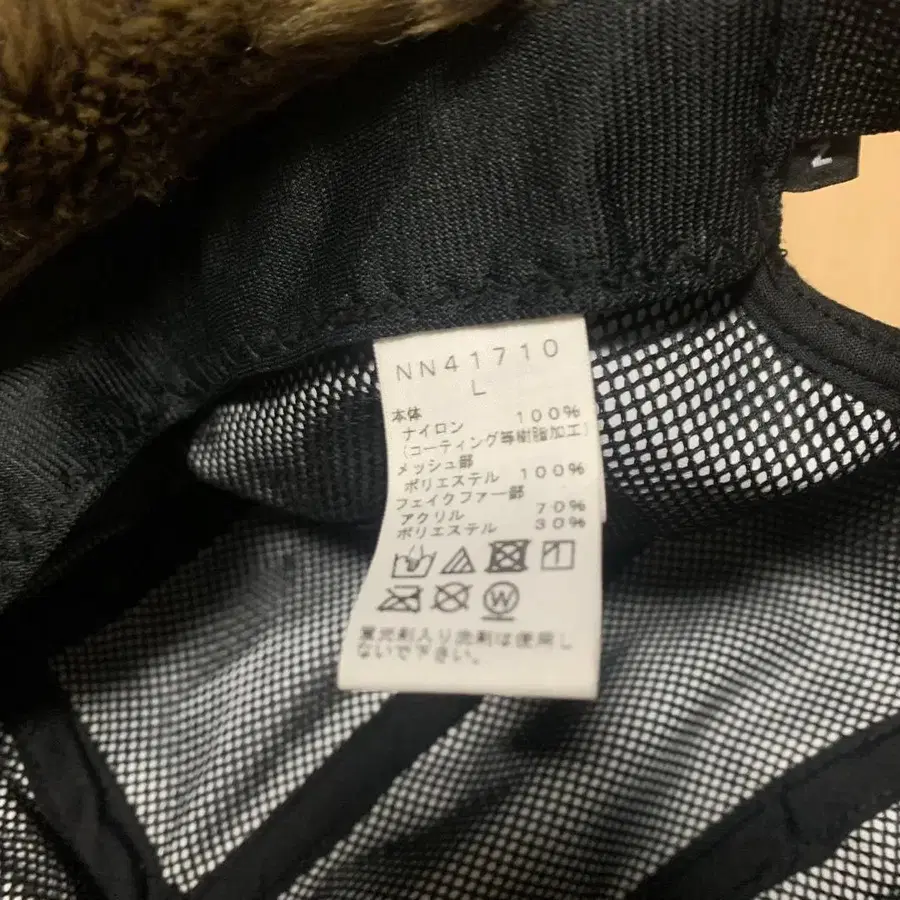 NN41710
L
本体
ナイロン 100%
(コーティング等樹脂加工)
メッシュ部
ポリエステル 100%
フェイクファー部
アクリル 70%
ポリエステル 30%
W
蛍光剤入り洗剤は使用し
ないで下さい。